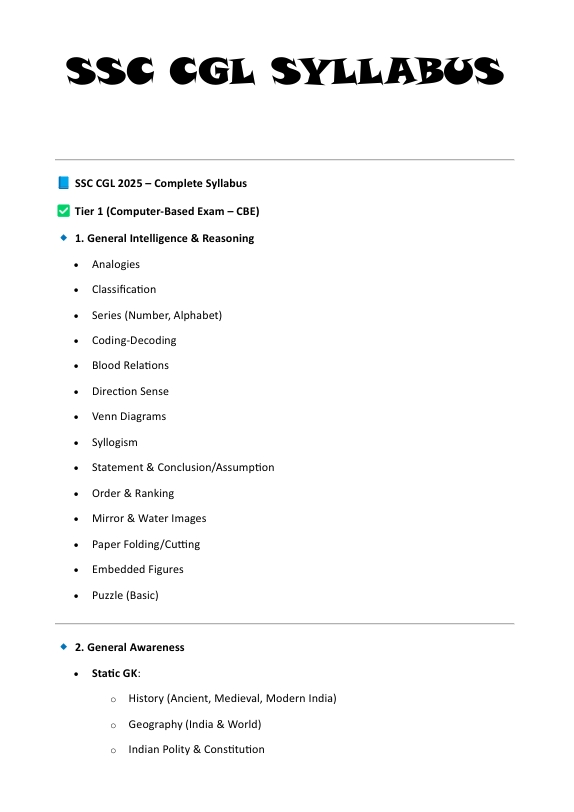 SSC CGL SYLLABUS
📘 SSC CGL 2025 – Complete Syllabus
✅ Tier 1 (Computer-Based Exam – CBE)
🔹 1. General Intelligence & Reasoning
• Analogies
• Classification
• Series (Number, Alphabet)
• Coding-Decoding
• Blood Relations
• Direction Sense
• Venn Diagrams
• Syllogism
• Statement & Conclusion/Assumption
• Order & Ranking
• Mirror & Water Images
• Paper Folding/Cutting
• Embedded Figures
• Puzzle (Basic)
🔹 2. General Awareness
• Static GK:
o History (Ancient, Medieval, Modern India)
o Geography (India & World)
o Indian Polity & Constitution